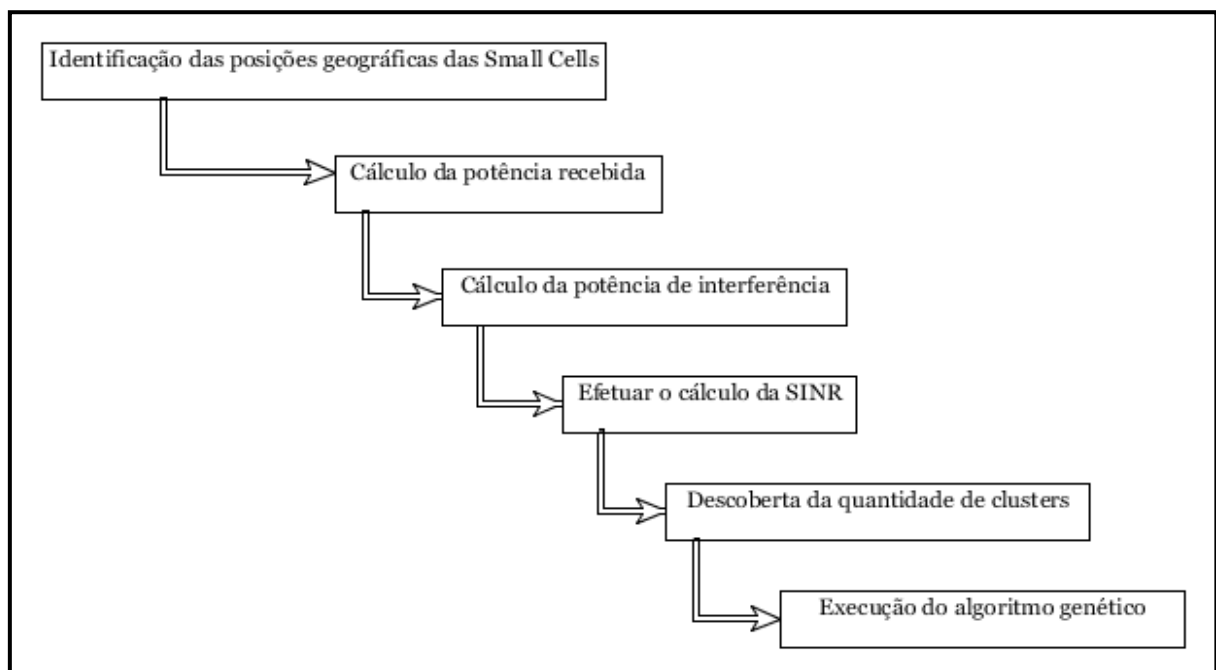 Identificação das posições geográficas das Small Cells
Cálculo da potência recebida
Cálculo da potência de interferência
Efetuar o cálculo da SINR
Descoberta da quantidade de clusters
Execução do algoritmo genético